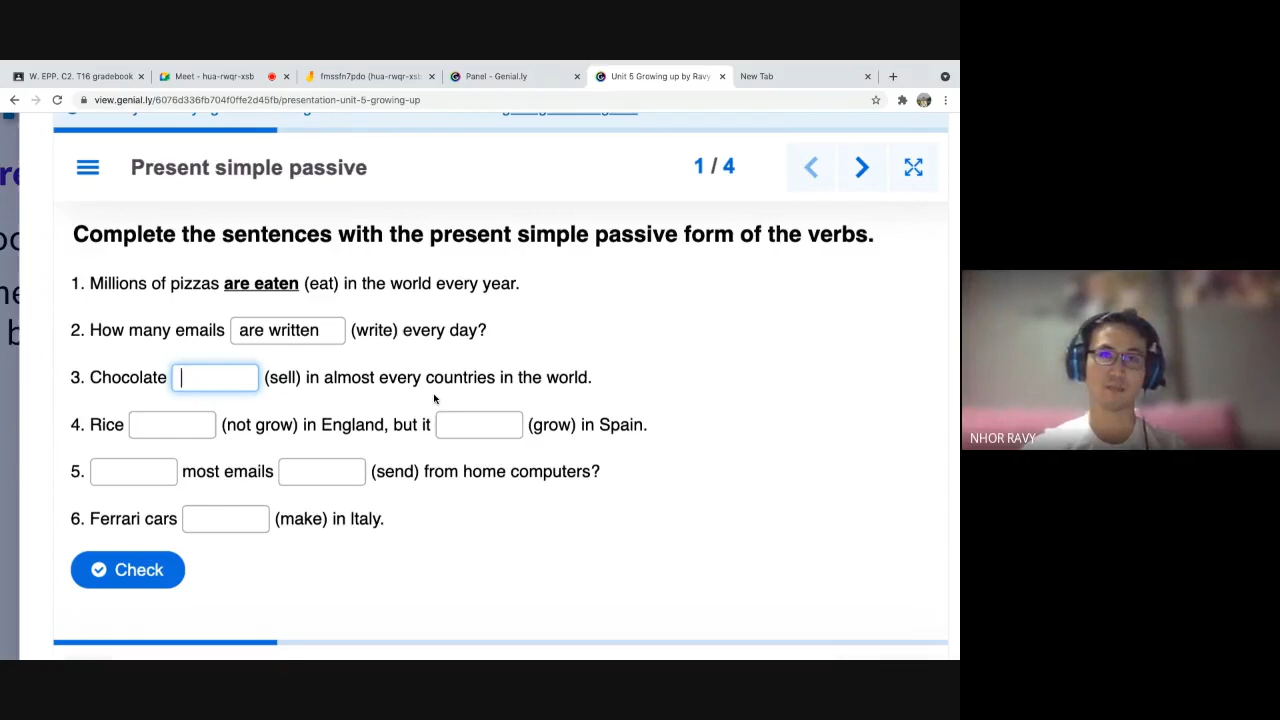 W. EPP, C2. T16 gradebook
Meet - hua-rwqr-xsb
fmssfn7pdo (hua-rwqr-xsb
Panel - Genial.ly
Unit 5 Growing up by Ravy
New Tab
view.genial.ly/6076d336fb704f0ffe2d45fb/presentation-unit-5-growing-up
Present simple passive
1 / 4
Complete the sentences with the present simple passive form of the verbs.
1. Millions of pizzas are eaten (eat) in the world every year.
2. How many emails are written (write) every day?
3. Chocolate (sell) in almost every countries in the world.
4. Rice (not grow) in England, but it (grow) in Spain.
5. most emails (send) from home computers?
6. Ferrari cars (make) in Italy.
Check
NHOR RAVY